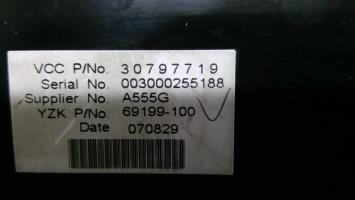 VCC P/No. 30797719
Serial No. 003000255188
Supplier No. A555G
YZK P/No. 69199-100
Date 070829